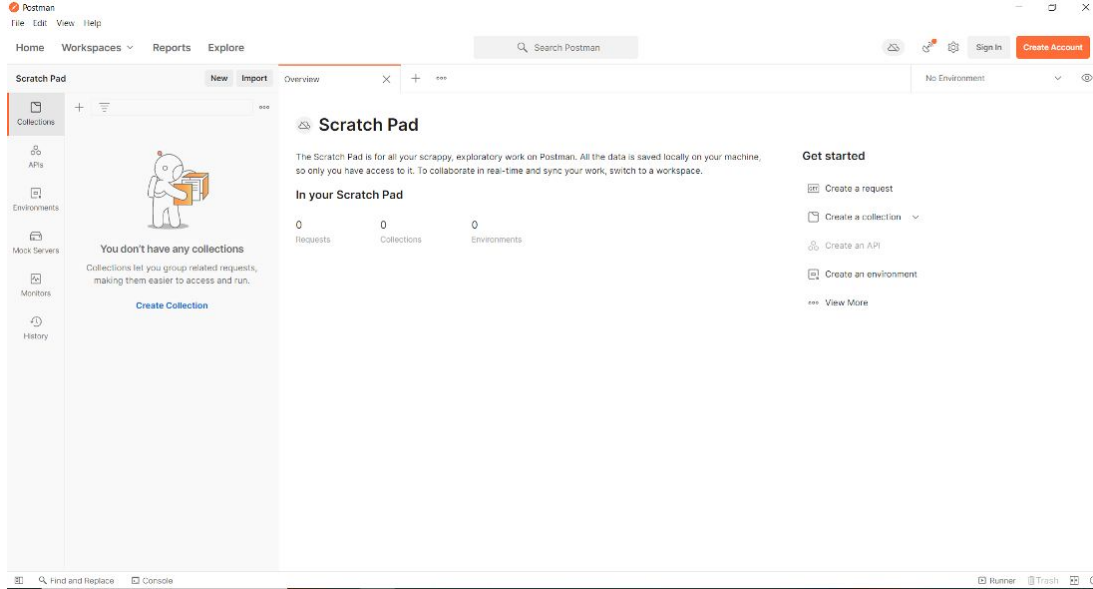 Postman
File Edit View Help
Home Workspaces Reports Explore
Search Postman
Sign In
Create Account
Scratch Pad
New Import
Overview
No Environment
Collections
APIs
Environments
Mock Servers
Monitors
History
You don't have any collections
Collections let you group related requests,
making them easier to access and run.
Create Collection
Scratch Pad
The Scratch Pad is for all your scrappy, exploratory work on Postman. All the data is saved locally on your machine,
so only you have access to it. To collaborate in real-time and sync your work, switch to a workspace.
In your Scratch Pad
0 0 0
Requests Collections Environments
Get started
GET Create a request
Create a collection
Create an API
Create an environment
View More
Find and Replace Console
Runner Trash